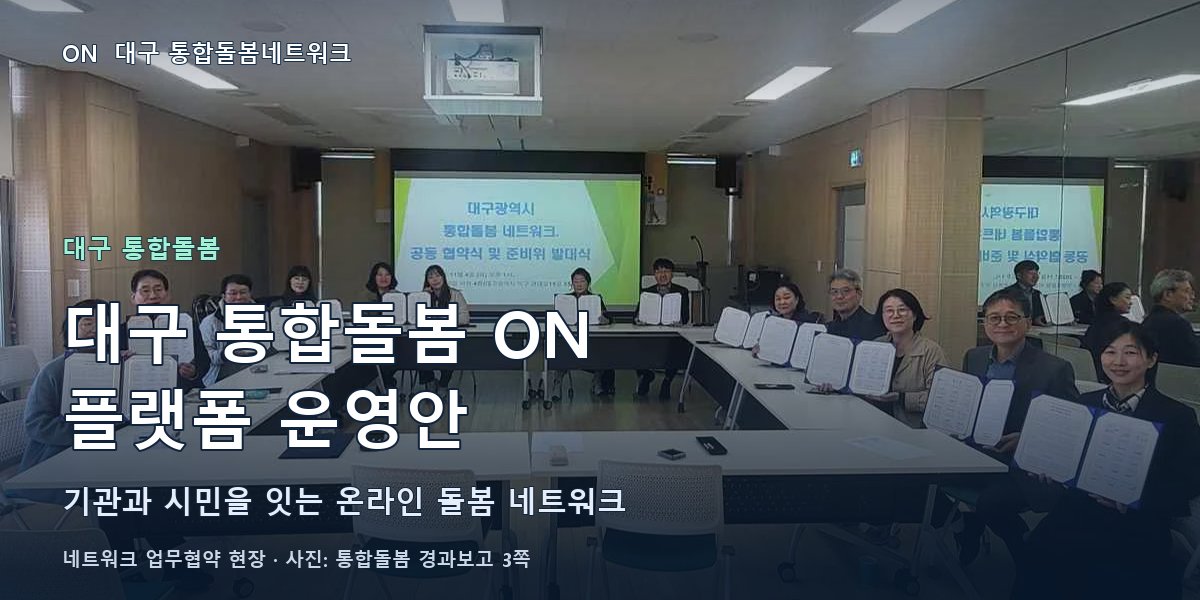 ON 대구 통합돌봄네트워크
대구광역시
통합돌봄 네트워크
공동 협약식 및 준비위 발대식
대구 통합돌봄
대구 통합돌봄 ON
플랫폼 운영안
기관과 시민을 잇는 온라인 돌봄 네트워크
네트워크 업무협약 현장 · 사진: 통합돌봄 경과보고 3쪽